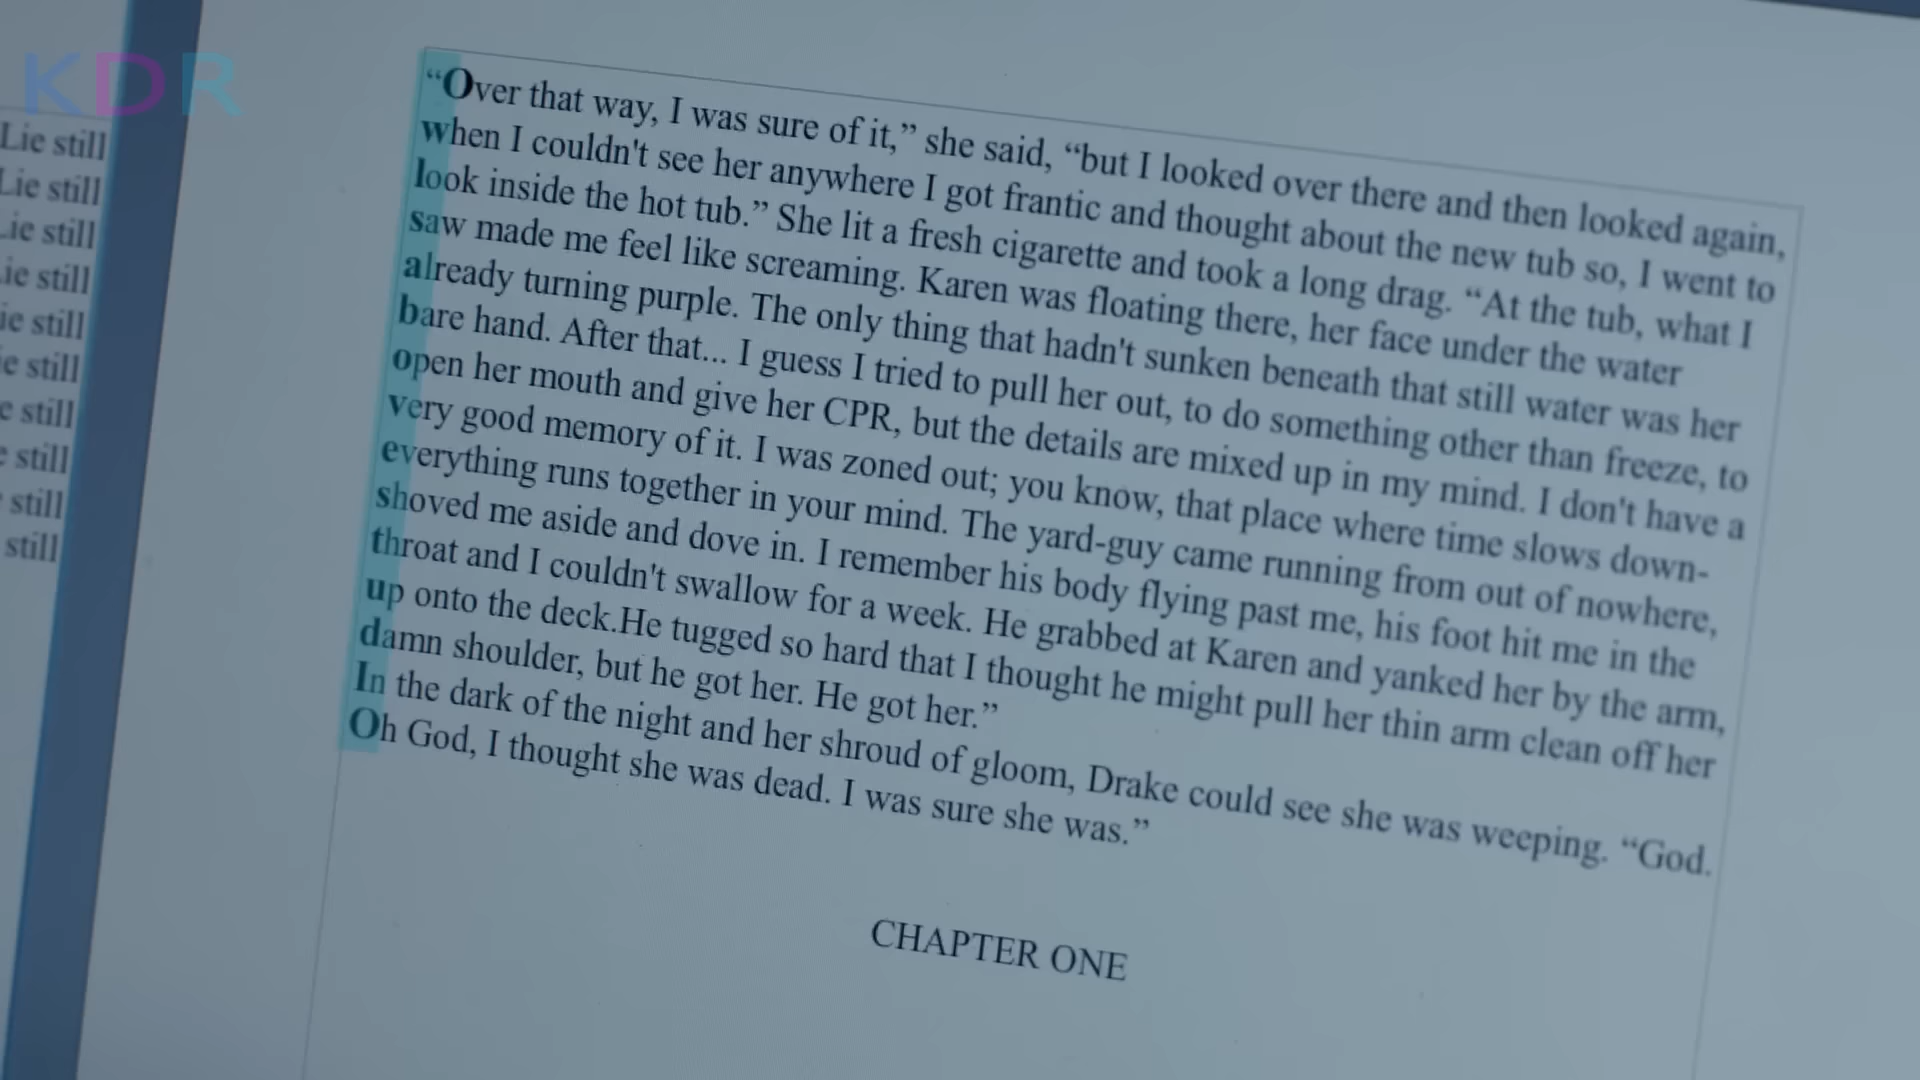 KDR
Lie still
Lie still
Lie still
ie still
ie still
e still
e still
still
still
still
“Over that way, I was sure of it,” she said, “but I looked over there and then looked again,
when I couldn't see her anywhere I got frantic and thought about the new tub so, I went to
look inside the hot tub.” She lit a fresh cigarette and took a long drag. “At the tub, what I
saw made me feel like screaming. Karen was floating there, her face under the water
already turning purple. The only thing that hadn't sunken beneath that still water was her
bare hand. After that... I guess I tried to pull her out, to do something other than freeze, to
open her mouth and give her CPR, but the details are mixed up in my mind. I don't have a
very good memory of it. I was zoned out; you know, that place where time slows down-
everything runs together in your mind. The yard-guy came running from out of nowhere,
shoved me aside and dove in. I remember his body flying past me, his foot hit me in the
throat and I couldn't swallow for a week. He grabbed at Karen and yanked her by the arm,
up onto the deck.He tugged so hard that I thought he might pull her thin arm clean off her
damn shoulder, but he got her. He got her.”
In the dark of the night and her shroud of gloom, Drake could see she was weeping. “God.
Oh God, I thought she was dead. I was sure she was.”
CHAPTER ONE